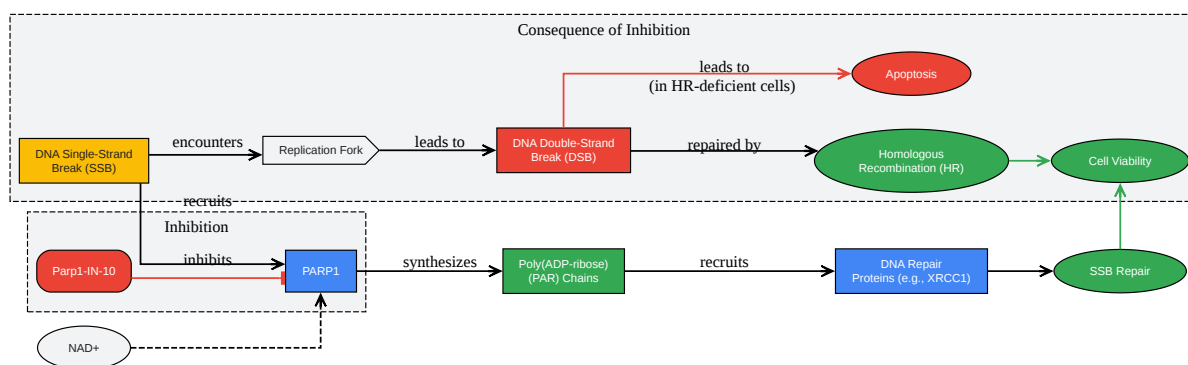 Consequence of Inhibition
leads to
(in HR-deficient cells)
Apoptosis
DNA Single-Strand
Break (SSB)
encounters
Replication Fork
leads to
DNA Double-Strand
Break (DSB)
repaired by
Homologous
Recombination (HR)
Cell Viability
recruits
Inhibition
Parp1-IN-10
inhibits
PARP1
synthesizes
Poly(ADP-ribose)
(PAR) Chains
recruits
DNA Repair
Proteins (e.g., XRCC1)
SSB Repair
NAD+